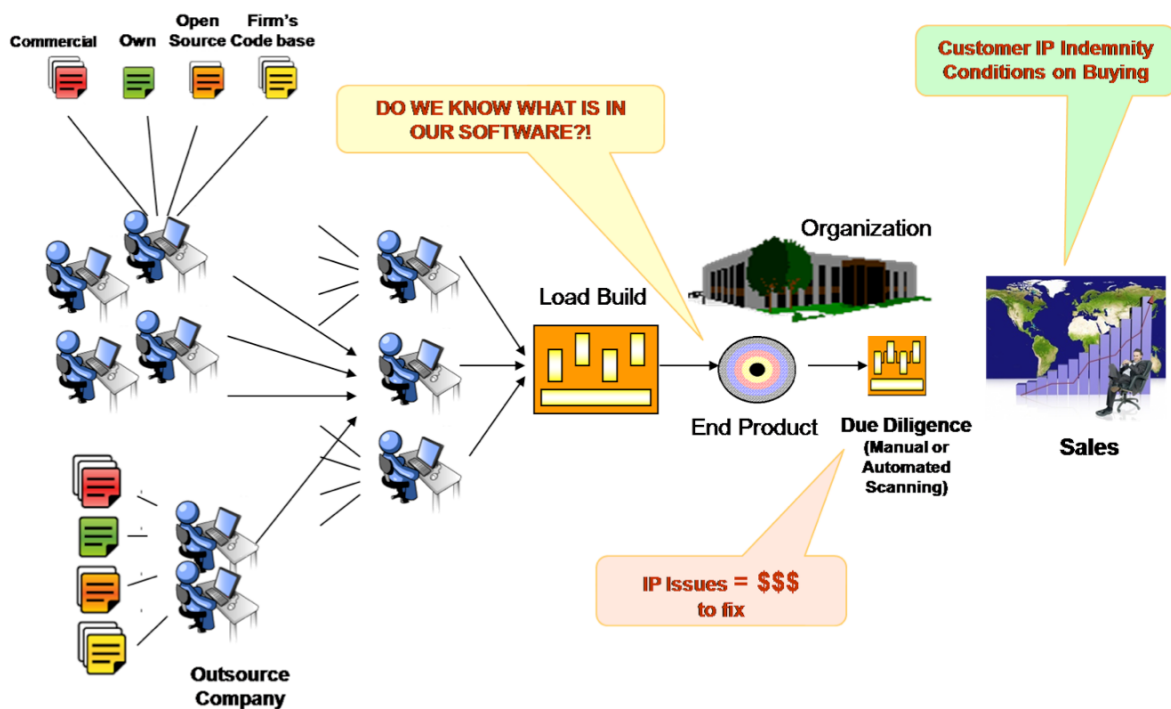 Commercial
Own
Open
Source
Firm's
Code base
Customer IP Indemnity
Conditions on Buying
DO WE KNOW WHAT IS IN
OUR SOFTWARE?!
Organization
Load Build
End Product
Due Diligence
(Manual or
Automated
Scanning)
Sales
IP Issues = $$$
to fix
Outsource
Company